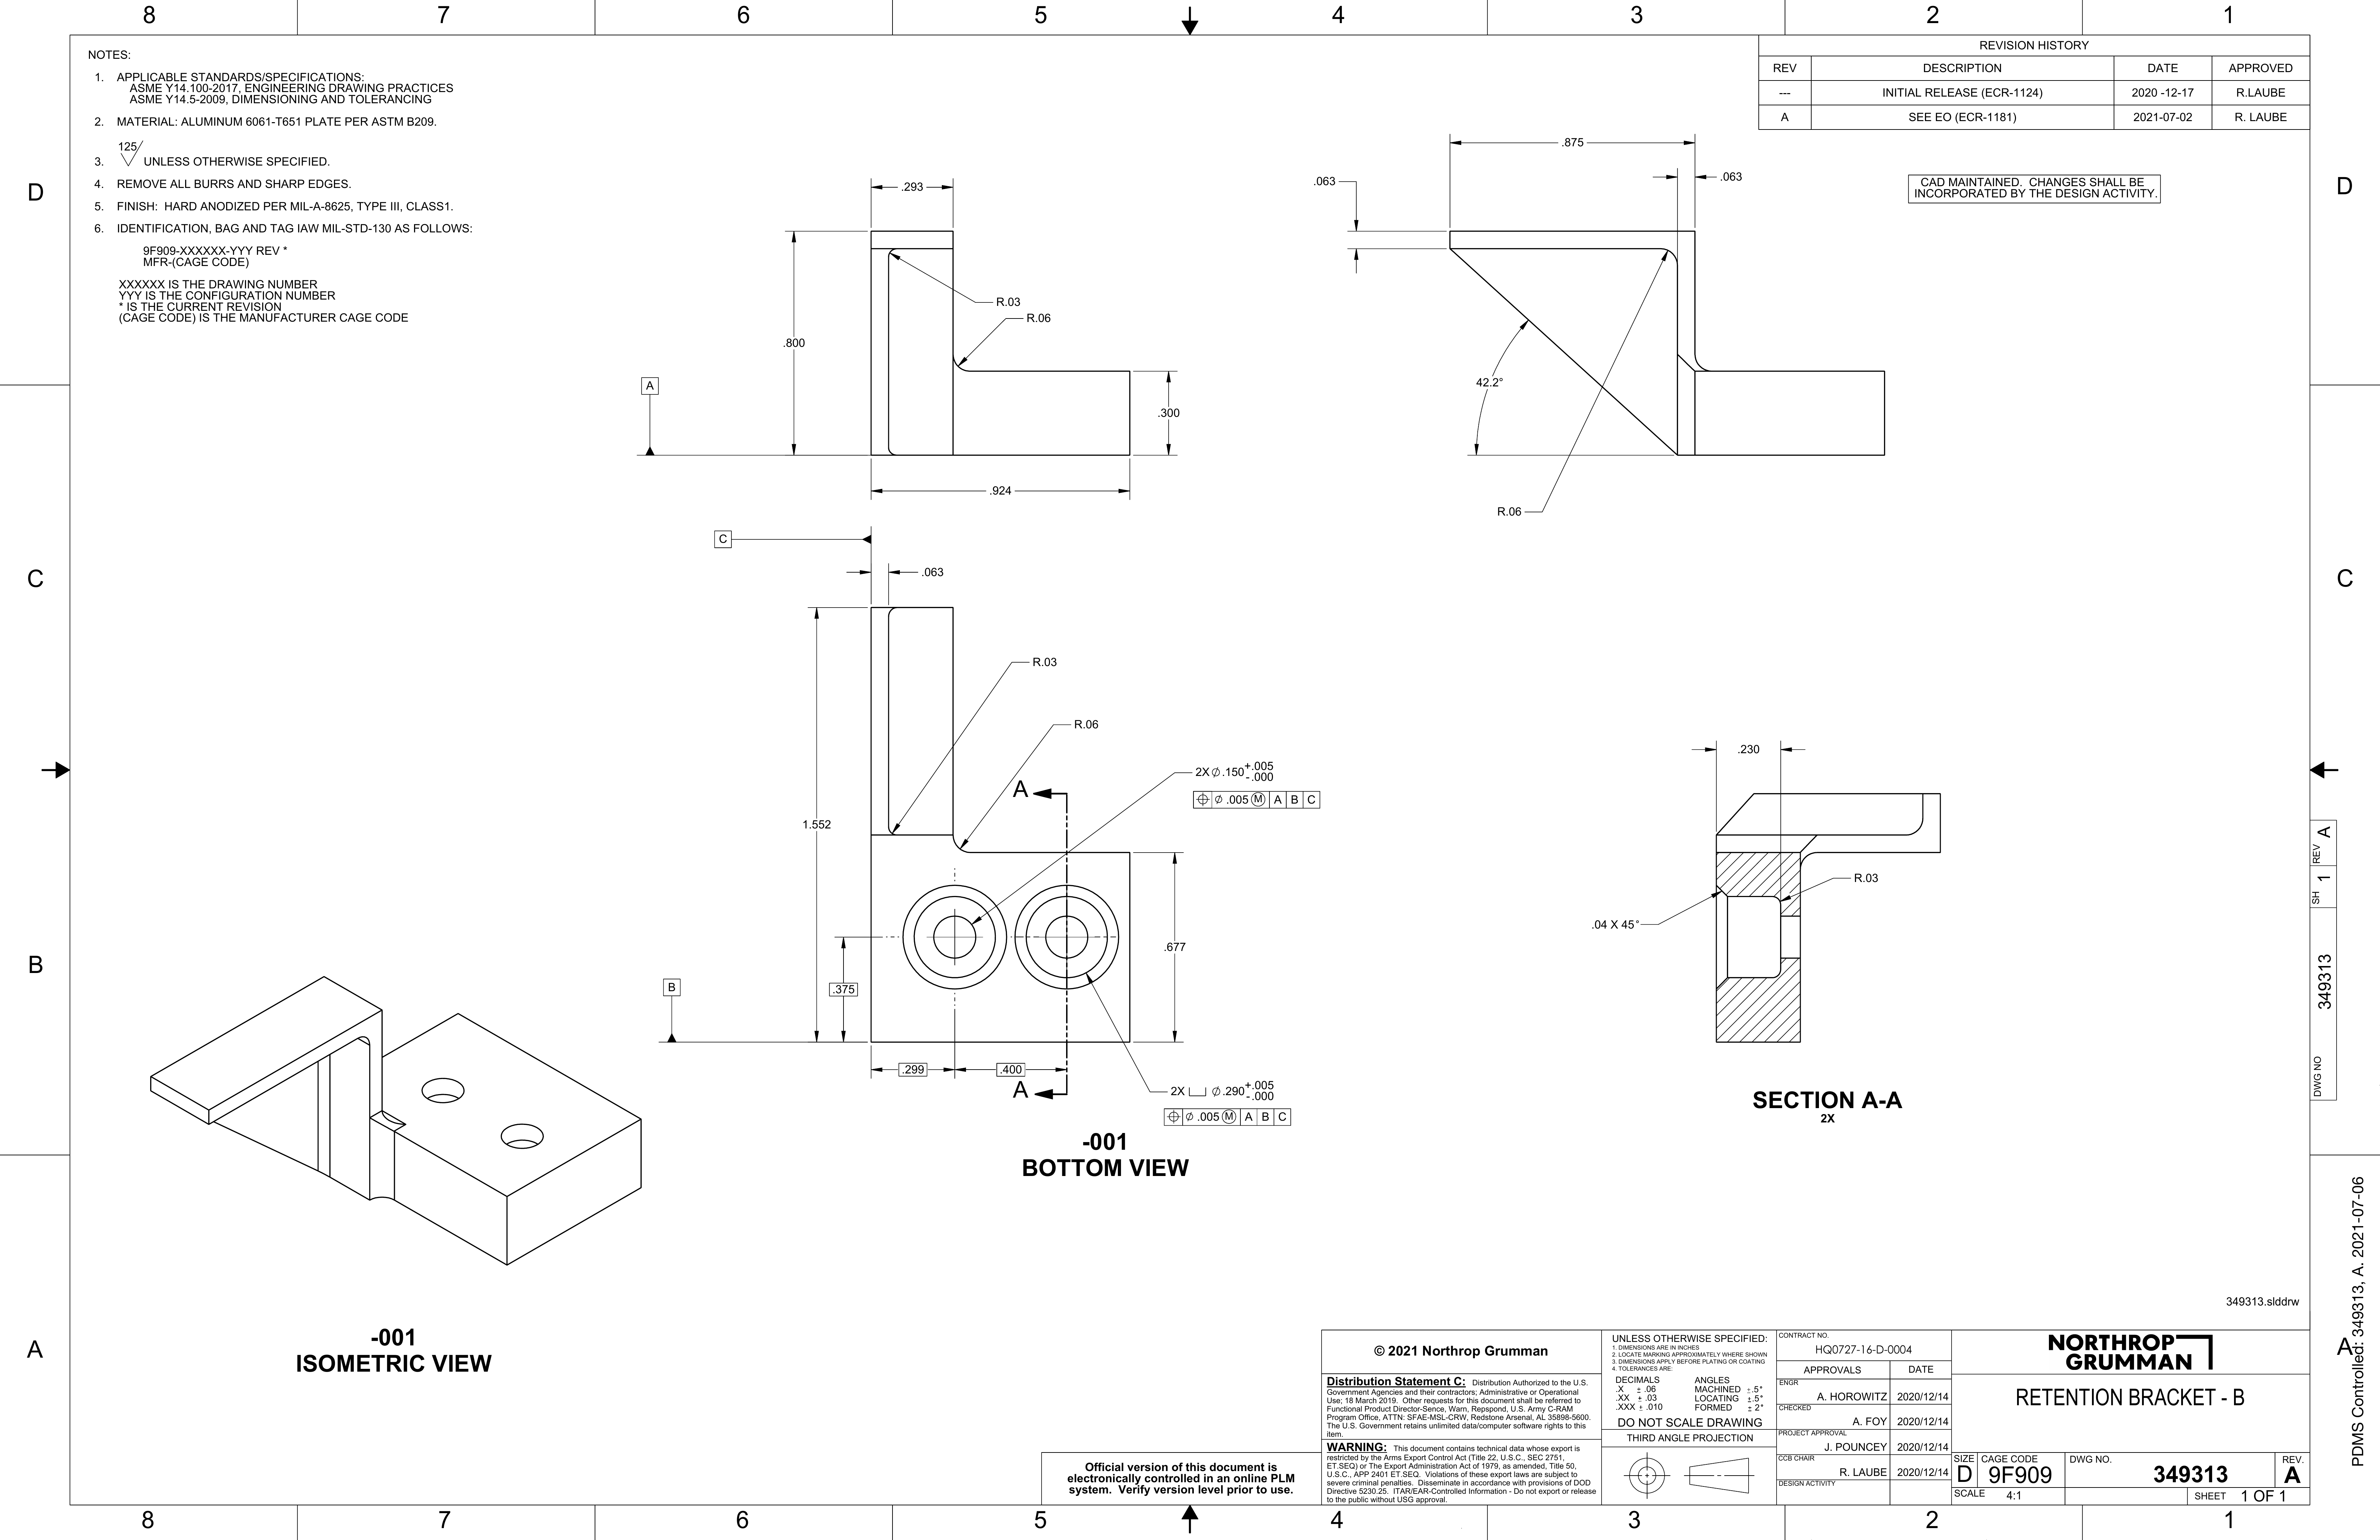 8 7 6 5 4 3 2 1
NOTES:
1. APPLICABLE STANDARDS/SPECIFICATIONS:
ASME Y14.100-2017, ENGINEERING DRAWING PRACTICES
ASME Y14.5-2009, DIMENSIONING AND TOLERANCING
2. MATERIAL: ALUMINUM 6061-T651 PLATE PER ASTM B209.
125
3. UNLESS OTHERWISE SPECIFIED.
4. REMOVE ALL BURRS AND SHARP EDGES.
5. FINISH: HARD ANODIZED PER MIL-A-8625, TYPE III, CLASS1.
6. IDENTIFICATION, BAG AND TAG IAW MIL-STD-130 AS FOLLOWS:
9F909-XXXXXX-YYY REV *
MFR-(CAGE CODE)
XXXXXX IS THE DRAWING NUMBER
YYY IS THE CONFIGURATION NUMBER
* IS THE CURRENT REVISION
(CAGE CODE) IS THE MANUFACTURER CAGE CODE
REVISION HISTORY
REV DESCRIPTION DATE APPROVED
--- INITIAL RELEASE (ECR-1124) 2020 -12-17 R.LAUBE
A SEE EO (ECR-1181) 2021-07-02 R. LAUBE
CAD MAINTAINED. CHANGES SHALL BE
INCORPORATED BY THE DESIGN ACTIVITY.
D
D
.293
R.03
R.06
.800
A
.300
.924
.875
.063
.063
42.2°
R.06
C
C
C
.063
R.03
R.06
1.552
A
2X ⌀ .150 +.005
- .000
⌖ ⌀ .005 Ⓜ A B C
.677
.375
B
.299
.400
A
2X ⌴ ⌀ .290 +.005
- .000
⌖ ⌀ .005 Ⓜ A B C
-001
BOTTOM VIEW
.230
R.03
.04 X 45°
SECTION A-A
2X
B
-001
ISOMETRIC VIEW
A
A
DWG NO 349313 SH 1 REV A
PDMS Controlled: 349313, A. 2021-07-06
349313.slddrw
Official version of this document is
electronically controlled in an online PLM
system. Verify version level prior to use.
© 2021 Northrop Grumman
Distribution Statement C: Distribution Authorized to the U.S.
Government Agencies and their contractors; Administrative or Operational
Use; 18 March 2019. Other requests for this document shall be referred to
Functional Product Director-Sence, Warn, Repspond, U.S. Army C-RAM
Program Office, ATTN: SFAE-MSL-CRW, Redstone Arsenal, AL 35898-5600.
The U.S. Government retains unlimited data/computer software rights to this
item.
WARNING: This document contains technical data whose export is
restricted by the Arms Export Control Act (Title 22, U.S.C., SEC 2751,
ET.SEQ) or The Export Administration Act of 1979, as amended, Title 50,
U.S.C., APP 2401 ET.SEQ. Violations of these export laws are subject to
severe criminal penalties. Disseminate in accordance with provisions of DOD
Directive 5230.25. ITAR/EAR-Controlled Information - Do not export or release
to the public without USG approval.
UNLESS OTHERWISE SPECIFIED:
1. DIMENSIONS ARE IN INCHES
2. LOCATE MARKING APPROXIMATELY WHERE SHOWN
3. DIMENSIONS APPLY BEFORE PLATING OR COATING
4. TOLERANCES ARE:
DECIMALS ANGLES
.X ± .06 MACHINED ±.5°
.XX ± .03 LOCATING ±.5°
.XXX ± .010 FORMED ± 2°
DO NOT SCALE DRAWING
THIRD ANGLE PROJECTION
CONTRACT NO.
HQ0727-16-D-0004
APPROVALS DATE
ENGR
A. HOROWITZ 2020/12/14
CHECKED
A. FOY 2020/12/14
PROJECT APPROVAL
J. POUNCEY 2020/12/14
CCB CHAIR
R. LAUBE 2020/12/14
DESIGN ACTIVITY
NORTHROP
GRUMMAN
RETENTION BRACKET - B
SIZE CAGE CODE DWG NO. REV.
D 9F909 349313 A
SCALE 4:1 SHEET 1 OF 1
8 7 6 5 4 3 2 1